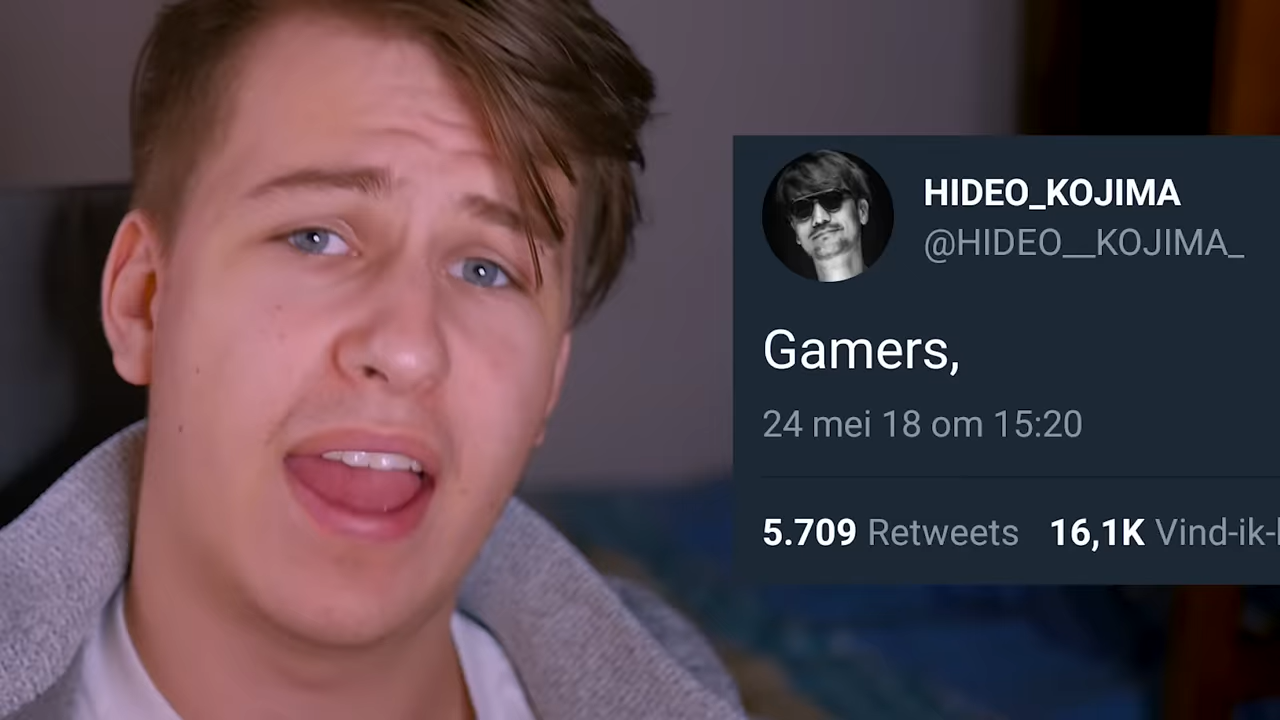 HIDEO_KOJIMA
@HIDEO__KOJIMA_
Gamers,
24 mei 18 om 15:20
5.709 Retweets 16,1K Vind-ik-